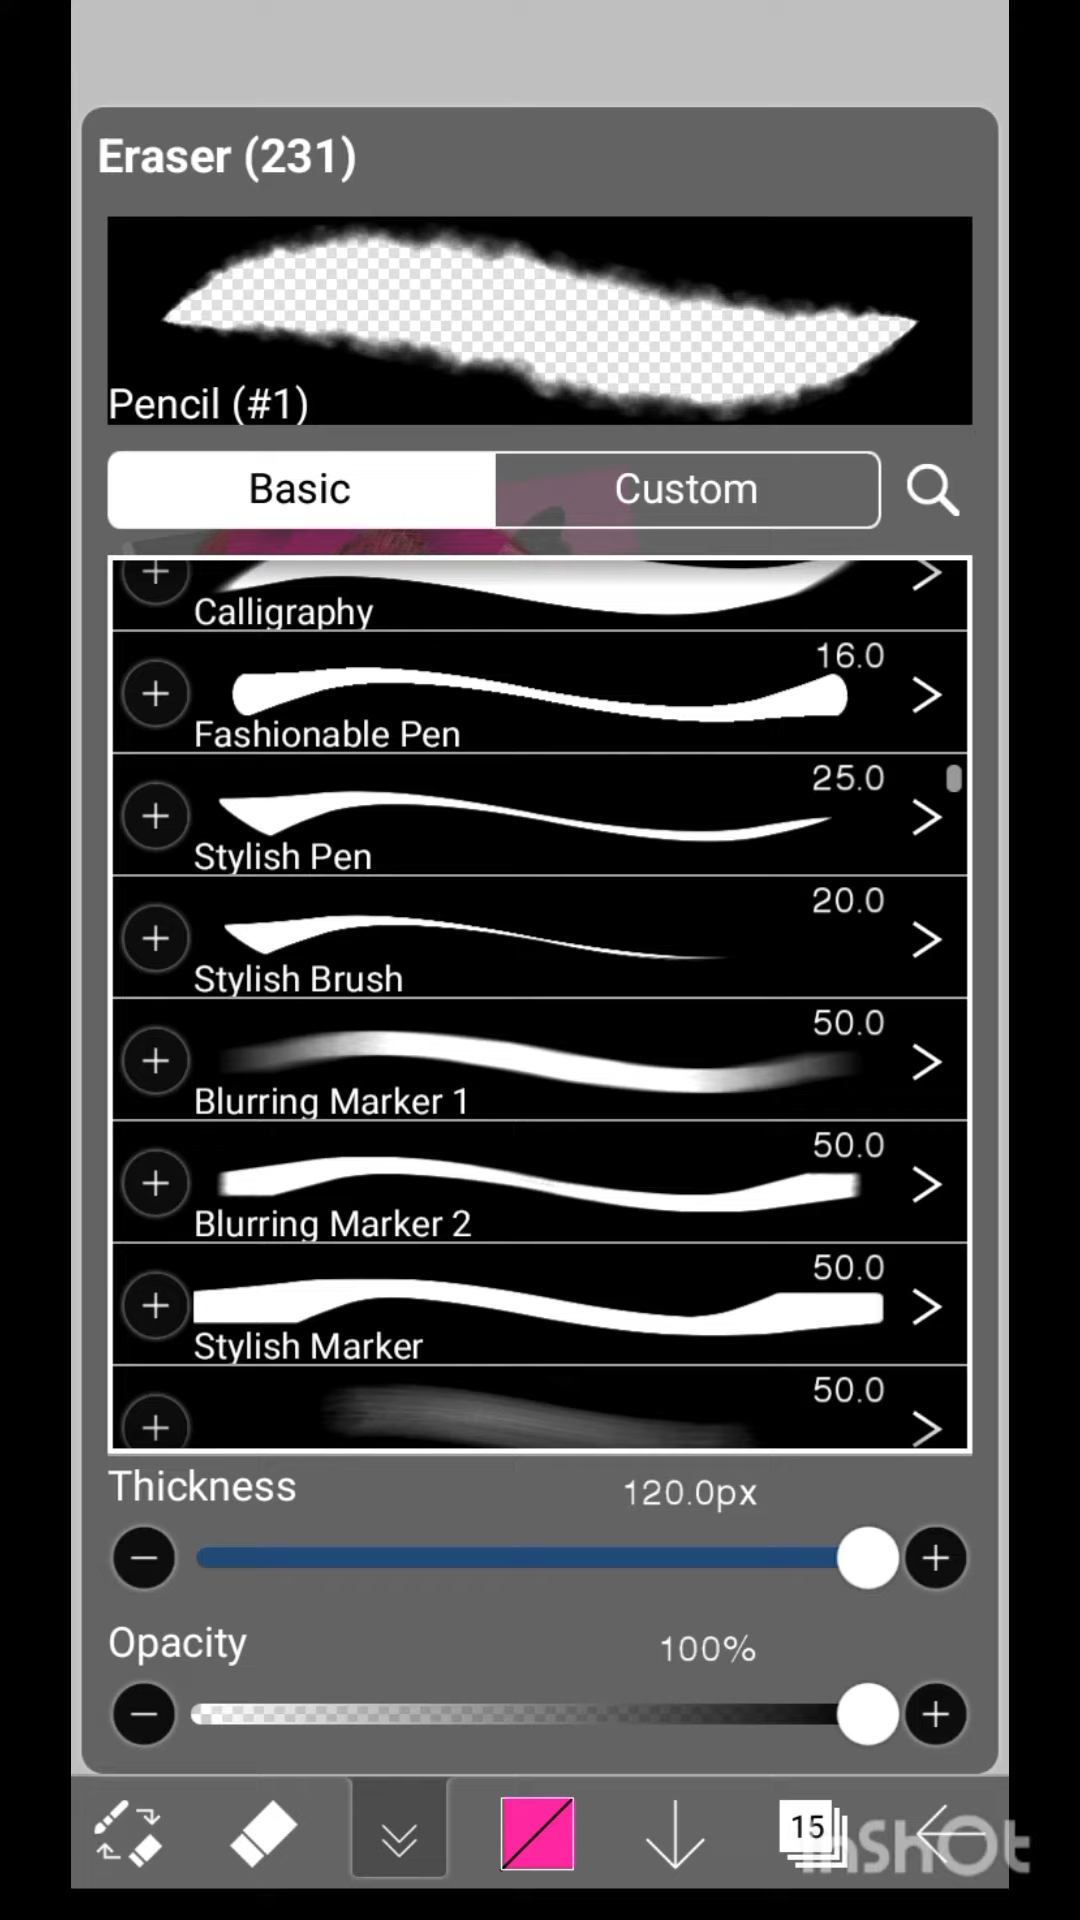 Eraser (231)
Pencil (#1)
Basic
Custom
Calligraphy
16.0
Fashionable Pen
25.0
Stylish Pen
20.0
Stylish Brush
50.0
Blurring Marker 1
50.0
Blurring Marker 2
50.0
Stylish Marker
50.0
Thickness
120.0px
Opacity
100%
15
InShOt